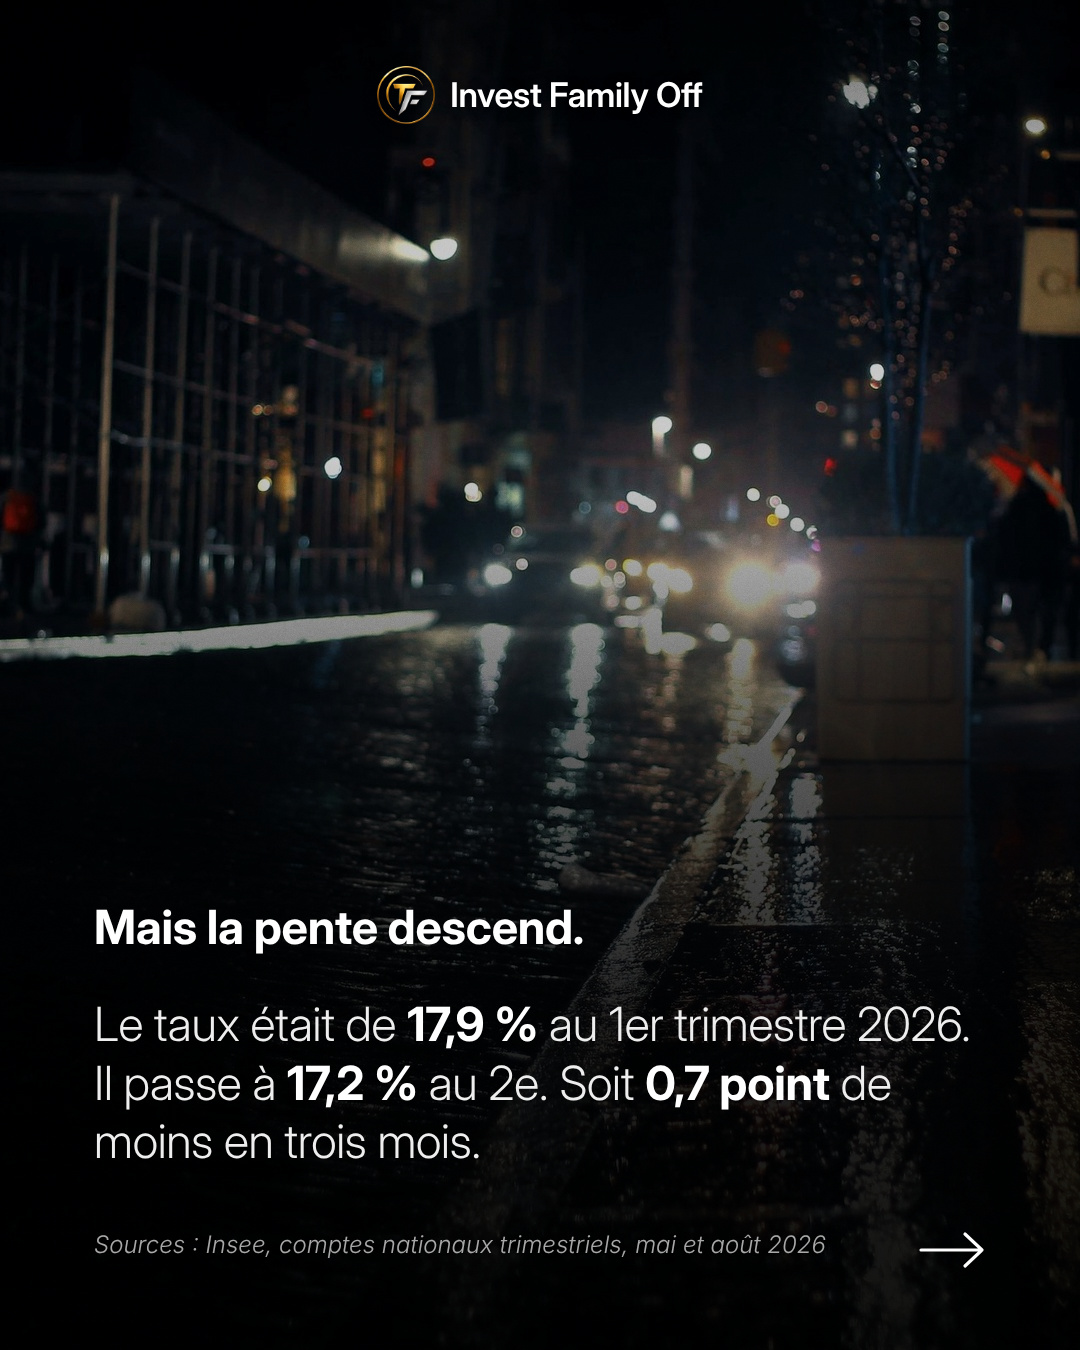 Invest Family Off
Mais la pente descend.
Le taux était de 17,9 % au 1er trimestre 2026.
Il passe à 17,2 % au 2e. Soit 0,7 point de
moins en trois mois.
Sources : Insee, comptes nationaux trimestriels, mai et août 2026